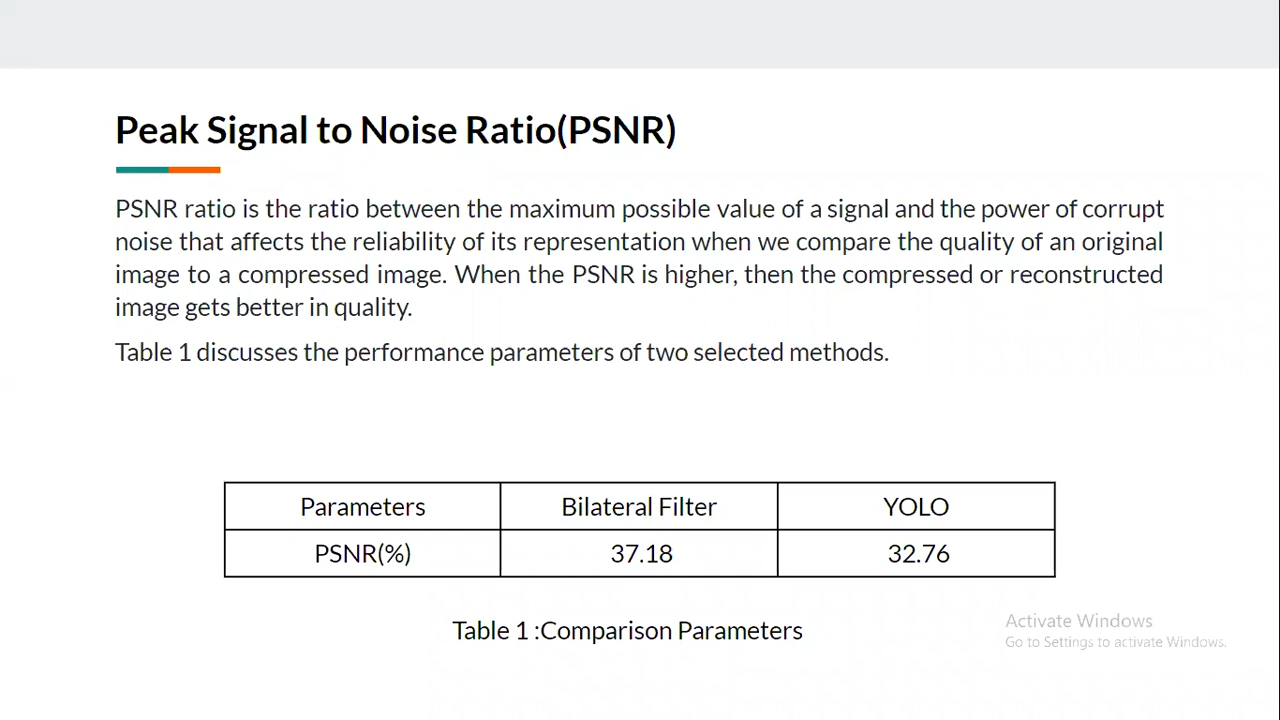 Peak Signal to Noise Ratio(PSNR)
PSNR ratio is the ratio between the maximum possible value of a signal and the power of corrupt
noise that affects the reliability of its representation when we compare the quality of an original
image to a compressed image. When the PSNR is higher, then the compressed or reconstructed
image gets better in quality.
Table 1 discusses the performance parameters of two selected methods.
Parameters Bilateral Filter YOLO
PSNR(%) 37.18 32.76
Table 1 :Comparison Parameters
Activate Windows
Go to Settings to activate Windows.